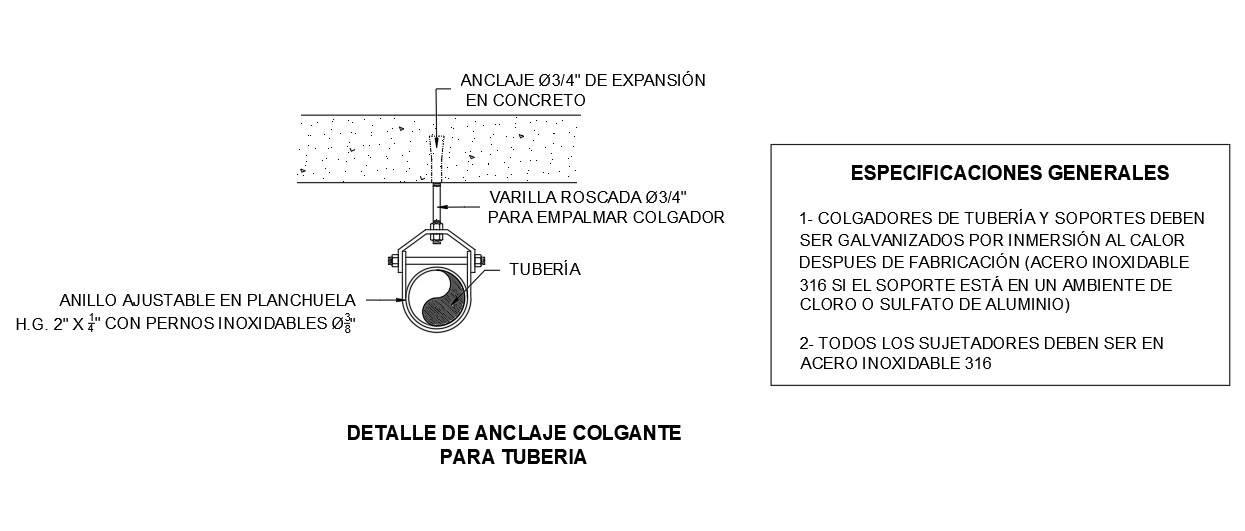 ANCLAJE Ø3/4" DE EXPANSIÓN
EN CONCRETO
VARILLA ROSCADA Ø3/4"
PARA EMPALMAR COLGADOR
TUBERÍA
ANILLO AJUSTABLE EN PLANCHUELA
H.G. 2" X 1/4" CON PERNOS INOXIDABLES Ø3/8"
DETALLE DE ANCLAJE COLGANTE
PARA TUBERIA
ESPECIFICACIONES GENERALES
1- COLGADORES DE TUBERÍA Y SOPORTES DEBEN
SER GALVANIZADOS POR INMERSIÓN AL CALOR
DESPUES DE FABRICACIÓN (ACERO INOXIDABLE
316 SI EL SOPORTE ESTÁ EN UN AMBIENTE DE
CLORO O SULFATO DE ALUMINIO)
2- TODOS LOS SUJETADORES DEBEN SER EN
ACERO INOXIDABLE 316